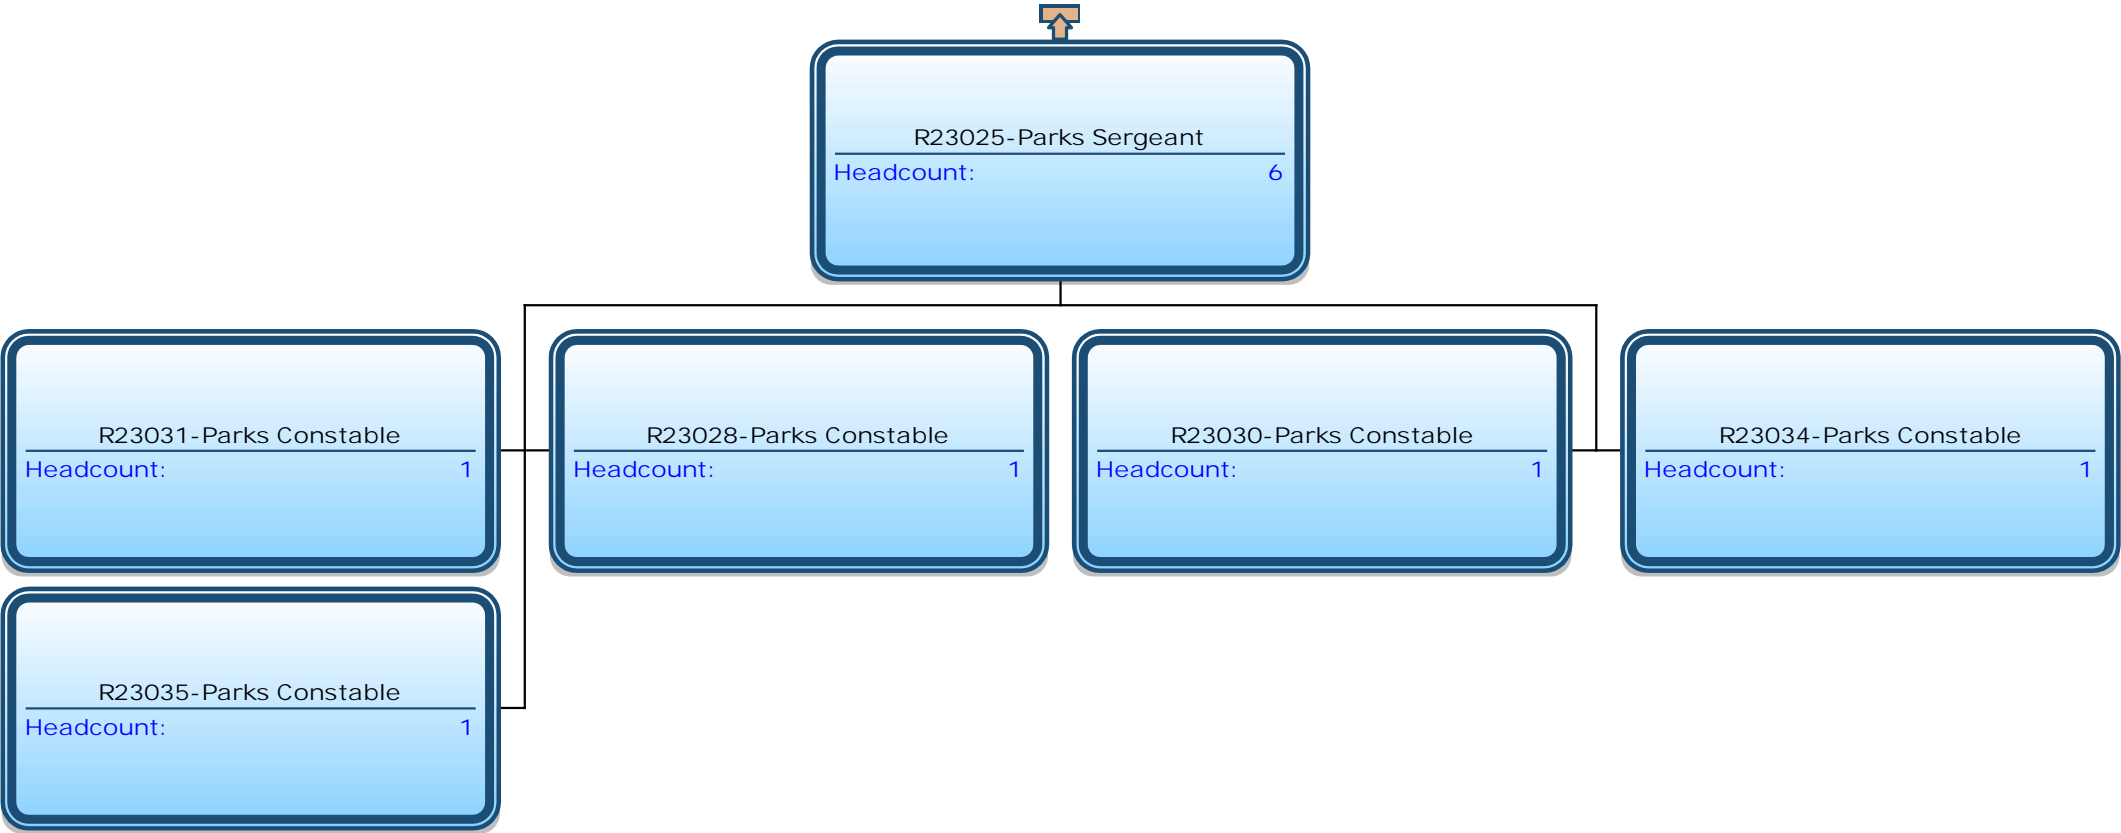 R23025-Parks Sergeant
Headcount: 6
R23031-Parks Constable
Headcount: 1
R23028-Parks Constable
Headcount: 1
R23030-Parks Constable
Headcount: 1
R23034-Parks Constable
Headcount: 1
R23035-Parks Constable
Headcount: 1